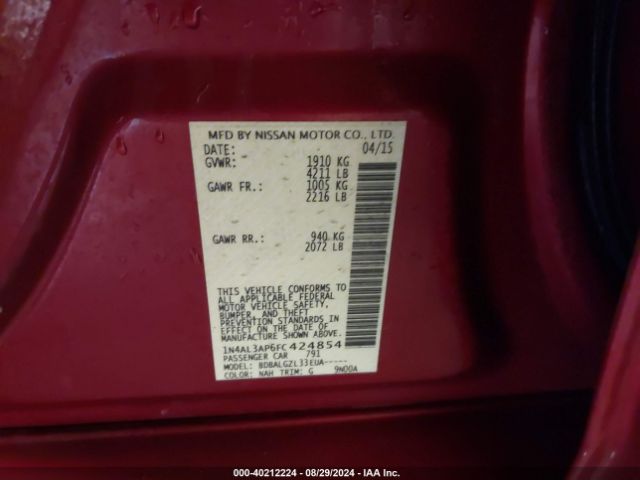 MFD BY NISSAN MOTOR CO., LTD.
DATE: 04/15
GVWR: 1910 KG
4211 LB
GAWR FR.: 1005 KG
2216 LB
GAWR RR.: 940 KG
2072 LB
THIS VEHICLE CONFORMS TO
ALL APPLICABLE FEDERAL
MOTOR VEHICLE SAFETY,
BUMPER, AND THEFT
PREVENTION STANDARDS IN
EFFECT ON THE DATE OF
MANUFACTURE SHOWN ABOVE.
1N4AL3AP6FC424854
PASSENGER CAR 791
MODEL: BDBALGZL33EUA-----
COLOR: NAH TRIM: G 9N00A
000-40212224 - 08/29/2024 - IAA Inc.